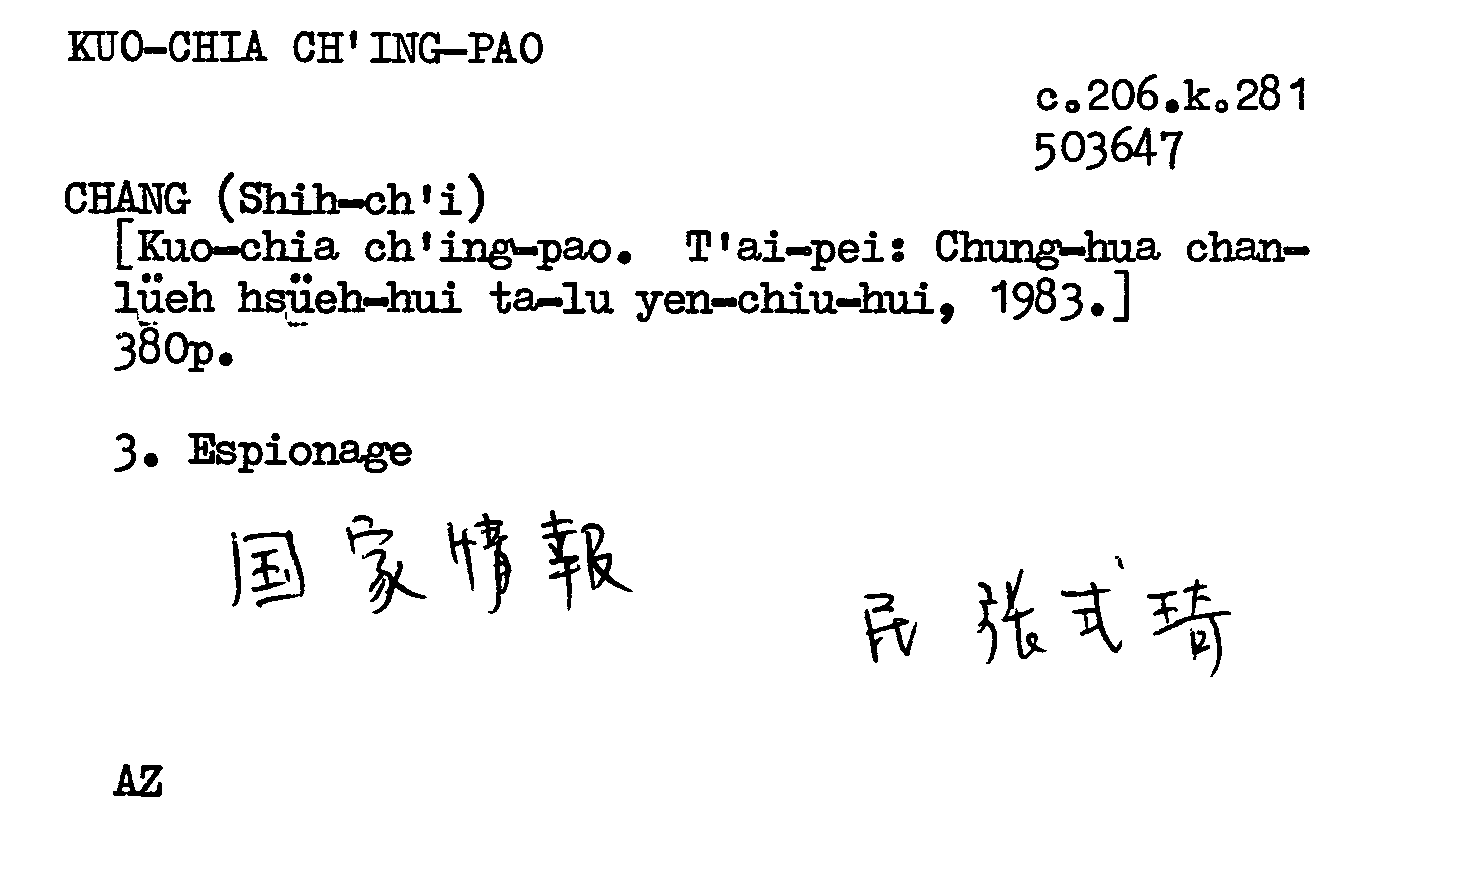 KUO-CHIA CH'ING-PAO
c.206.k.281
503647
CHANG (Shih-ch'i)
[Kuo-chia ch'ing-pao. T'ai-pei: Chung-hua chan-
lüeh hsüeh-hui ta-lu yen-chiu-hui, 1983.]
380p.
3. Espionage
国家情報
民 張式琦
AZ